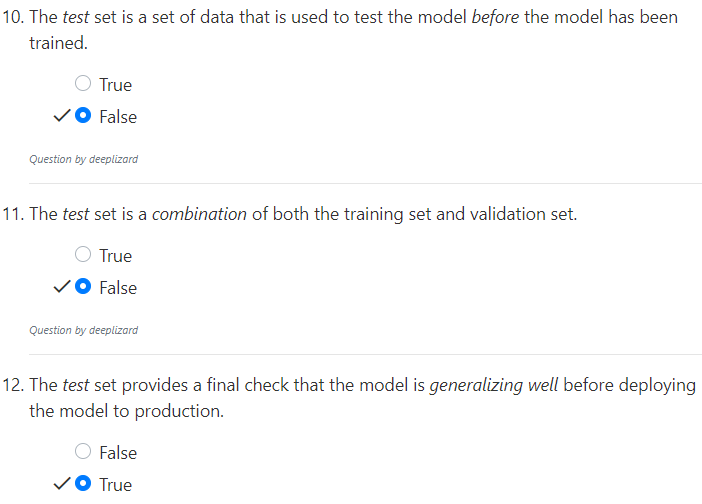 10. The test set is a set of data that is used to test the model before the model has been
trained.
True
False
Question by deeplizard
11. The test set is a combination of both the training set and validation set.
True
False
Question by deeplizard
12. The test set provides a final check that the model is generalizing well before deploying
the model to production.
False
True